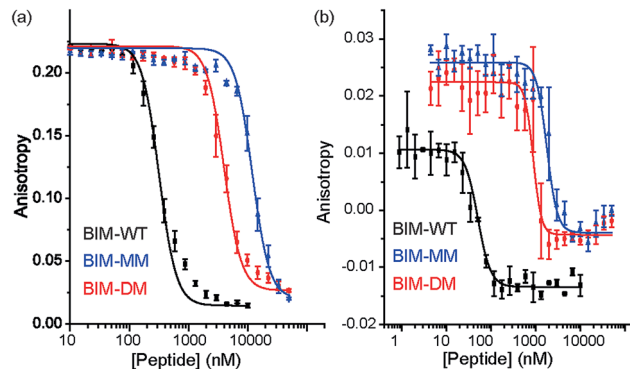 (a)
Anisotropy
0.20
0.15
0.10
0.05
0.00
BIM-WT
BIM-MM
BIM-DM
10 100 1000 10000
[Peptide] (nM)
(b)
Anisotropy
0.03
0.02
0.01
0.00
-0.01
-0.02
BIM-WT
BIM-MM
BIM-DM
1 10 100 1000 10000
[Peptide] (nM)